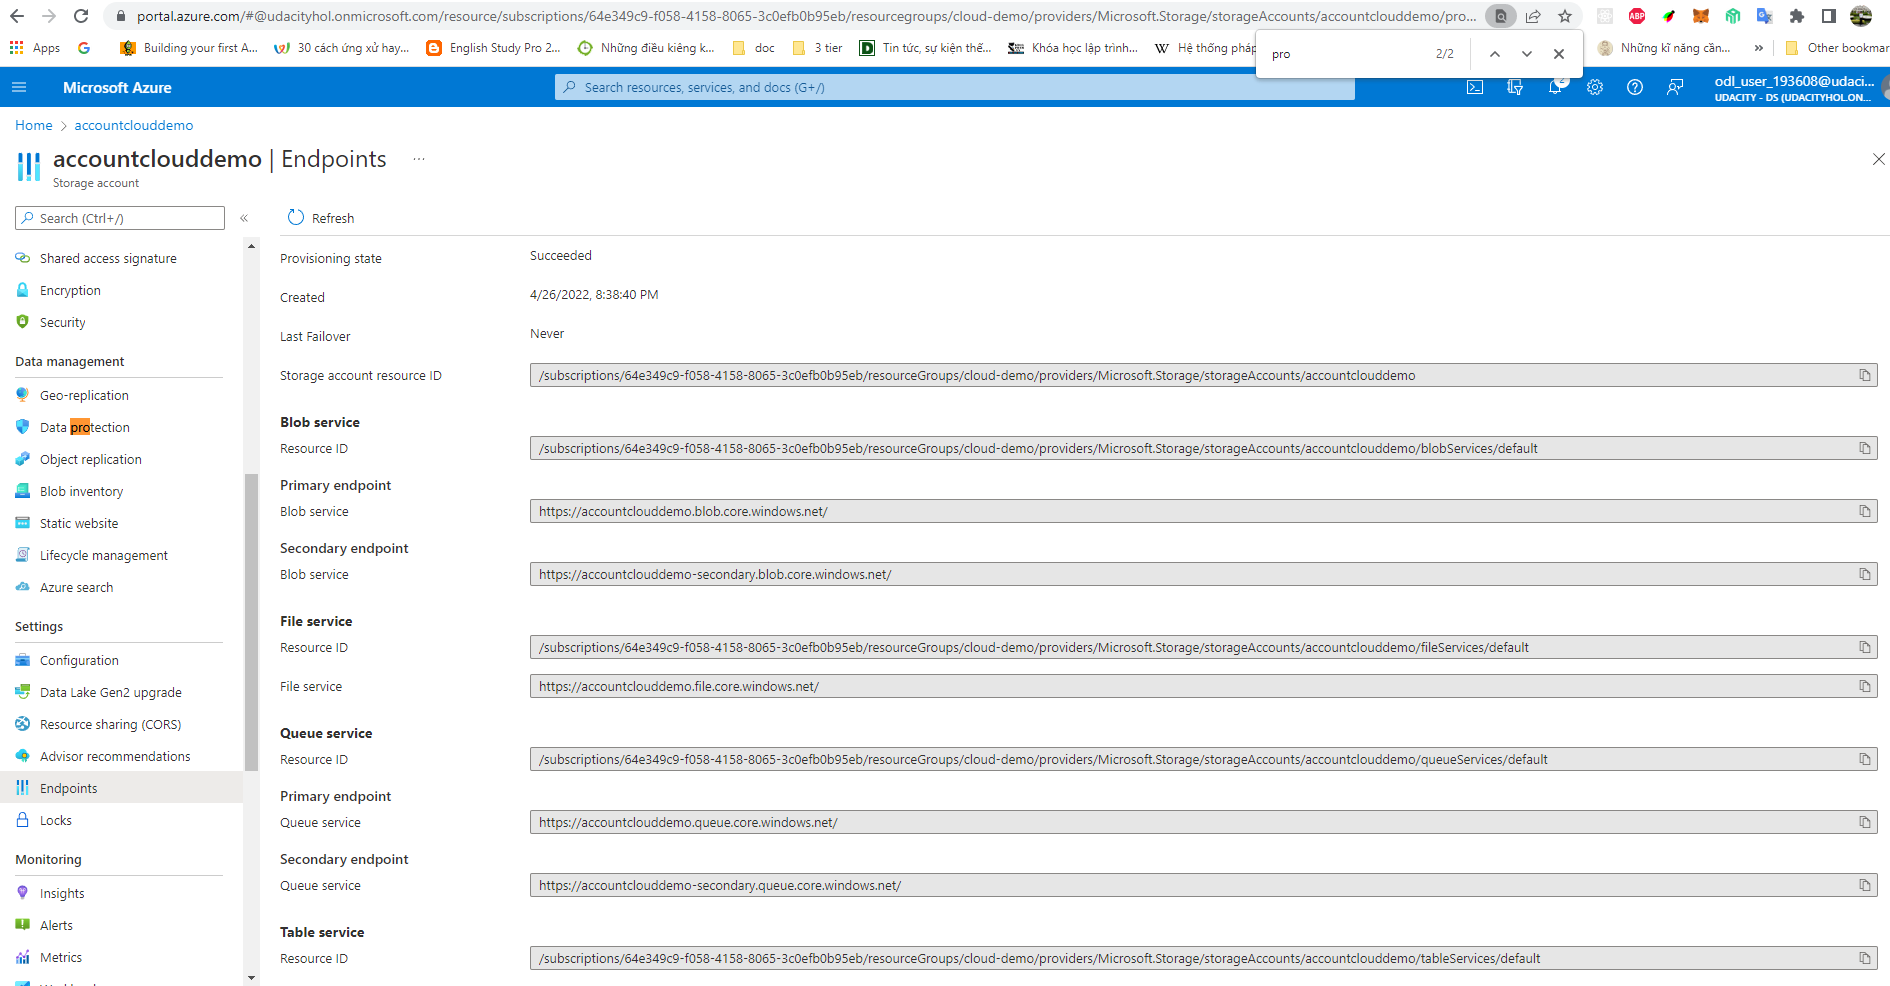 portal.azure.com/#@udacityhol.onmicrosoft.com/resource/subscriptions/64e349c9-f058-4158-8065-3c0efb0b95eb/resourcegroups/cloud-demo/providers/Microsoft.Storage/storageAccounts/accountclouddemo/pro...
Apps
Building your first A...
30 cách ứng xử hay...
English Study Pro 2...
Những điều kiêng k...
doc
3 tier
Tin tức, sự kiện thế...
Khóa học lập trình...
Hệ thống pháp
Những kĩ năng cần...
»
Other bookmar
pro
2/2
Microsoft Azure
Search resources, services, and docs (G+/)
2
odl_user_193608@udaci...
UDACITY - DS (UDACITYHOL.ON...
Home > accountclouddemo
accountclouddemo | Endpoints ...
Storage account
Search (Ctrl+/)
«
Refresh
Shared access signature
Encryption
Security
Data management
Geo-replication
Data protection
Object replication
Blob inventory
Static website
Lifecycle management
Azure search
Settings
Configuration
Data Lake Gen2 upgrade
Resource sharing (CORS)
Advisor recommendations
Endpoints
Locks
Monitoring
Insights
Alerts
Metrics
Provisioning state Succeeded
Created 4/26/2022, 8:38:40 PM
Last Failover Never
Storage account resource ID /subscriptions/64e349c9-f058-4158-8065-3c0efb0b95eb/resourceGroups/cloud-demo/providers/Microsoft.Storage/storageAccounts/accountclouddemo
Blob service
Resource ID /subscriptions/64e349c9-f058-4158-8065-3c0efb0b95eb/resourceGroups/cloud-demo/providers/Microsoft.Storage/storageAccounts/accountclouddemo/blobServices/default
Primary endpoint
Blob service https://accountclouddemo.blob.core.windows.net/
Secondary endpoint
Blob service https://accountclouddemo-secondary.blob.core.windows.net/
File service
Resource ID /subscriptions/64e349c9-f058-4158-8065-3c0efb0b95eb/resourceGroups/cloud-demo/providers/Microsoft.Storage/storageAccounts/accountclouddemo/fileServices/default
File service https://accountclouddemo.file.core.windows.net/
Queue service
Resource ID /subscriptions/64e349c9-f058-4158-8065-3c0efb0b95eb/resourceGroups/cloud-demo/providers/Microsoft.Storage/storageAccounts/accountclouddemo/queueServices/default
Primary endpoint
Queue service https://accountclouddemo.queue.core.windows.net/
Secondary endpoint
Queue service https://accountclouddemo-secondary.queue.core.windows.net/
Table service
Resource ID /subscriptions/64e349c9-f058-4158-8065-3c0efb0b95eb/resourceGroups/cloud-demo/providers/Microsoft.Storage/storageAccounts/accountclouddemo/tableServices/default